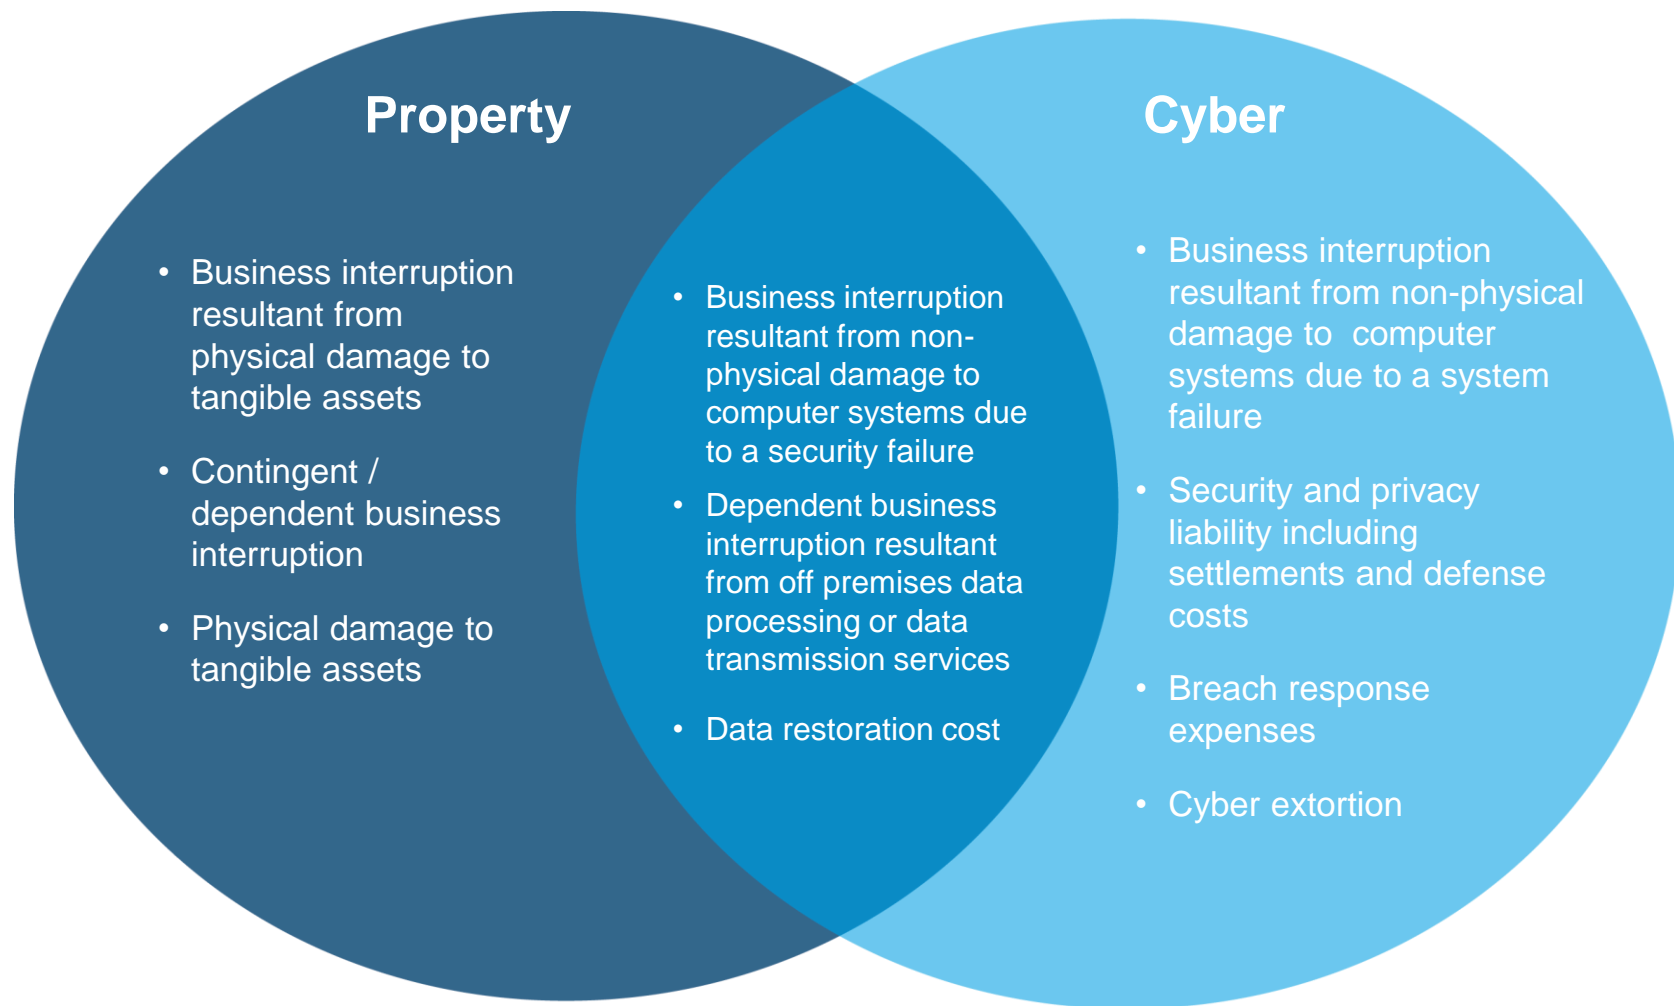 Property
• Business interruption
resultant from
physical damage to
tangible assets
• Contingent /
dependent business
interruption
• Physical damage to
tangible assets
• Business interruption
resultant from non-
physical damage to
computer systems due
to a security failure
• Dependent business
interruption resultant
from off premises data
processing or data
transmission services
• Data restoration cost
Cyber
• Business interruption
resultant from non-physical
damage to  computer
systems due to a system
failure
• Security and privacy
liability including
settlements and defense
costs
• Breach response
expenses
• Cyber extortion